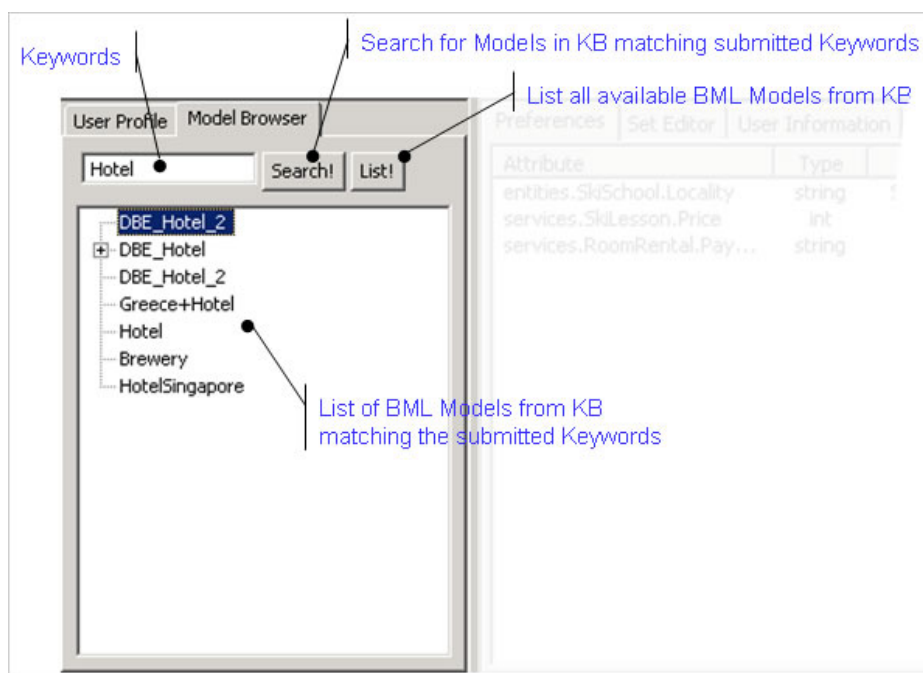 Keywords
Search for Models in KB matching submitted Keywords
List all available BML Models from KB
User Profile Model Browser
Preferences Set Editor User Information
Hotel Search! List!
Attribute Type
entities.SkiSchool.Locality string S
services.SkiLesson.Price int
services.RoomRental.Pay... string
DBE_Hotel_2
DBE_Hotel
DBE_Hotel_2
Greece+Hotel
Hotel
Brewery
HotelSingapore
List of BML Models from KB
matching the submitted Keywords